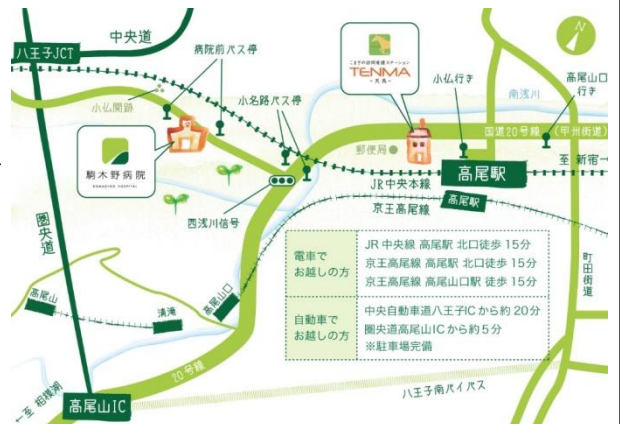 中央道
八王子JCT
病院前バス停
こまぎの訪問看護ステーション
TENMA
-天馬-
小仏行き
高尾山口行き
小仏関跡
小名路バス停
南浅川
国道20号線(甲州街道)
郵便局
駒木野病院
KOMAGINO HOSPITAL
高尾駅
至 新宿→
JR中央本線
西浅川信号
京王高尾線
高尾駅
圏央道
電車でお越しの方
JR 中央線 高尾駅 北口徒歩 15分
京王高尾線 高尾駅 北口徒歩 15分
京王高尾線 高尾山口駅 徒歩 15分
町田街道
高尾山
清滝
高尾山口
自動車でお越しの方
中央自動車道八王子ICから約20分
圏央道高尾山ICから約5分
※駐車場完備
20号線
八王子南バイパス
←至 相模湖
高尾山IC
N